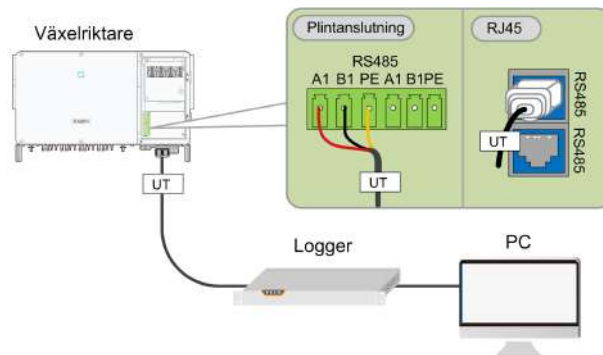 Växelriktare
Plintanslutning
RJ45
RS485
A1 B1 PE A1 B1PE
RS485
RS485
UT
UT
UT
Logger
PC